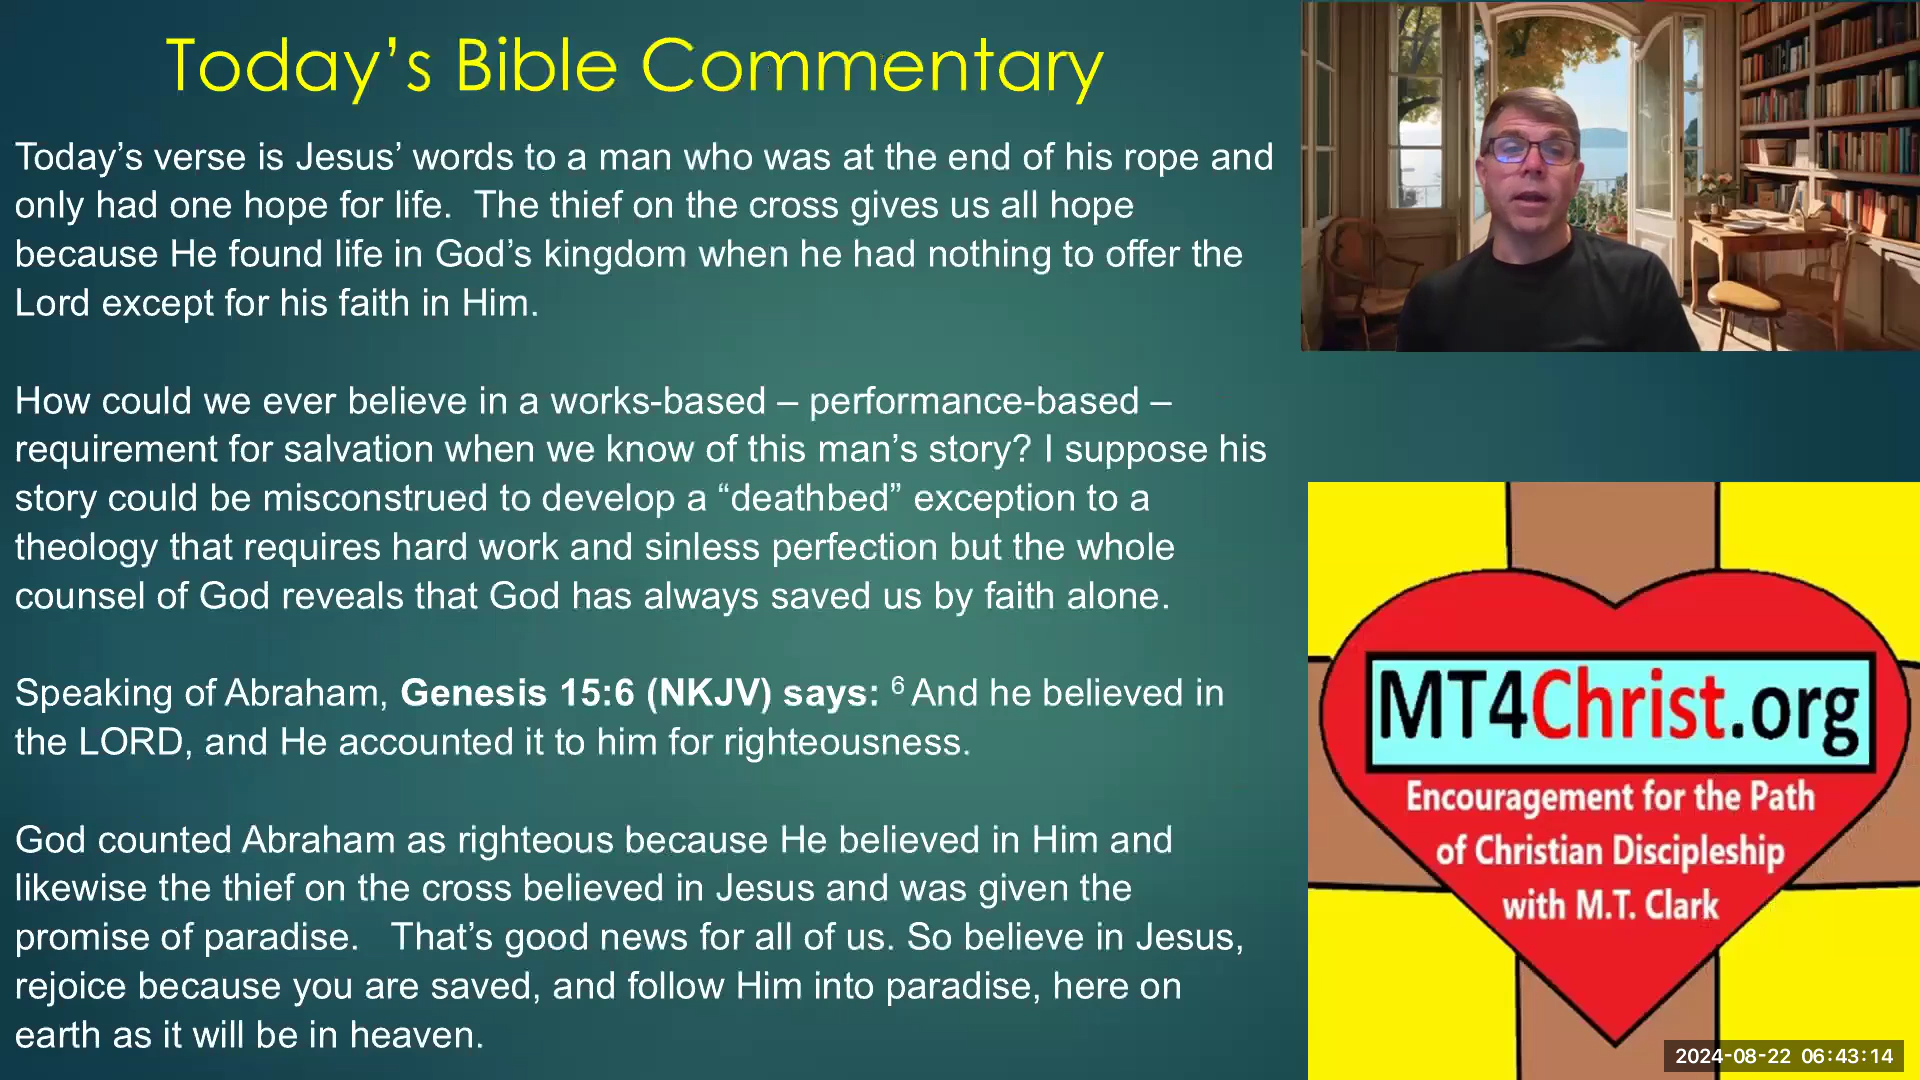 Today’s Bible Commentary
Today’s verse is Jesus’ words to a man who was at the end of his rope and
only had one hope for life.  The thief on the cross gives us all hope
because He found life in God’s kingdom when he had nothing to offer the
Lord except for his faith in Him.
How could we ever believe in a works-based – performance-based –
requirement for salvation when we know of this man’s story? I suppose his
story could be misconstrued to develop a “deathbed” exception to a
theology that requires hard work and sinless perfection but the whole
counsel of God reveals that God has always saved us by faith alone.
Speaking of Abraham, Genesis 15:6 (NKJV) says: 6 And he believed in
the LORD, and He accounted it to him for righteousness.
God counted Abraham as righteous because He believed in Him and
likewise the thief on the cross believed in Jesus and was given the
promise of paradise.   That’s good news for all of us. So believe in Jesus,
rejoice because you are saved, and follow Him into paradise, here on
earth as it will be in heaven.
MT4Christ.org
Encouragement for the Path
of Christian Discipleship
with M.T. Clark
2024-08-22 06:43:14